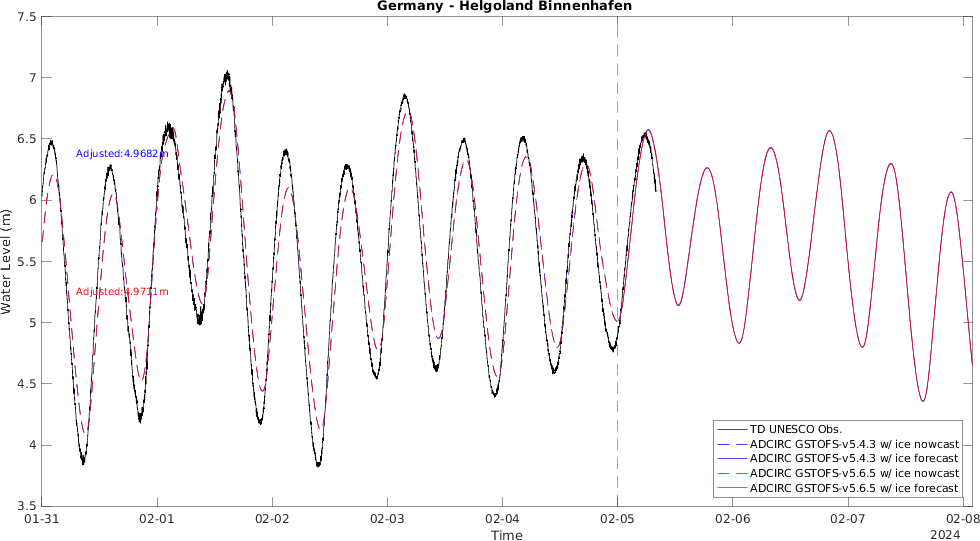 Germany - Helgoland Binnenhafen
7.5
7
6.5
6
5.5
5
4.5
4
3.5
Water Level (m)
Adjusted:4.9682m
Adjusted:4.9711m
TD UNESCO Obs.
ADCIRC GSTOFS-v5.4.3 w/ ice nowcast
ADCIRC GSTOFS-v5.4.3 w/ ice forecast
ADCIRC GSTOFS-v5.6.5 w/ ice nowcast
ADCIRC GSTOFS-v5.6.5 w/ ice forecast
01-31 02-01 02-02 02-03 02-04 02-05 02-06 02-07 02-08
Time
2024